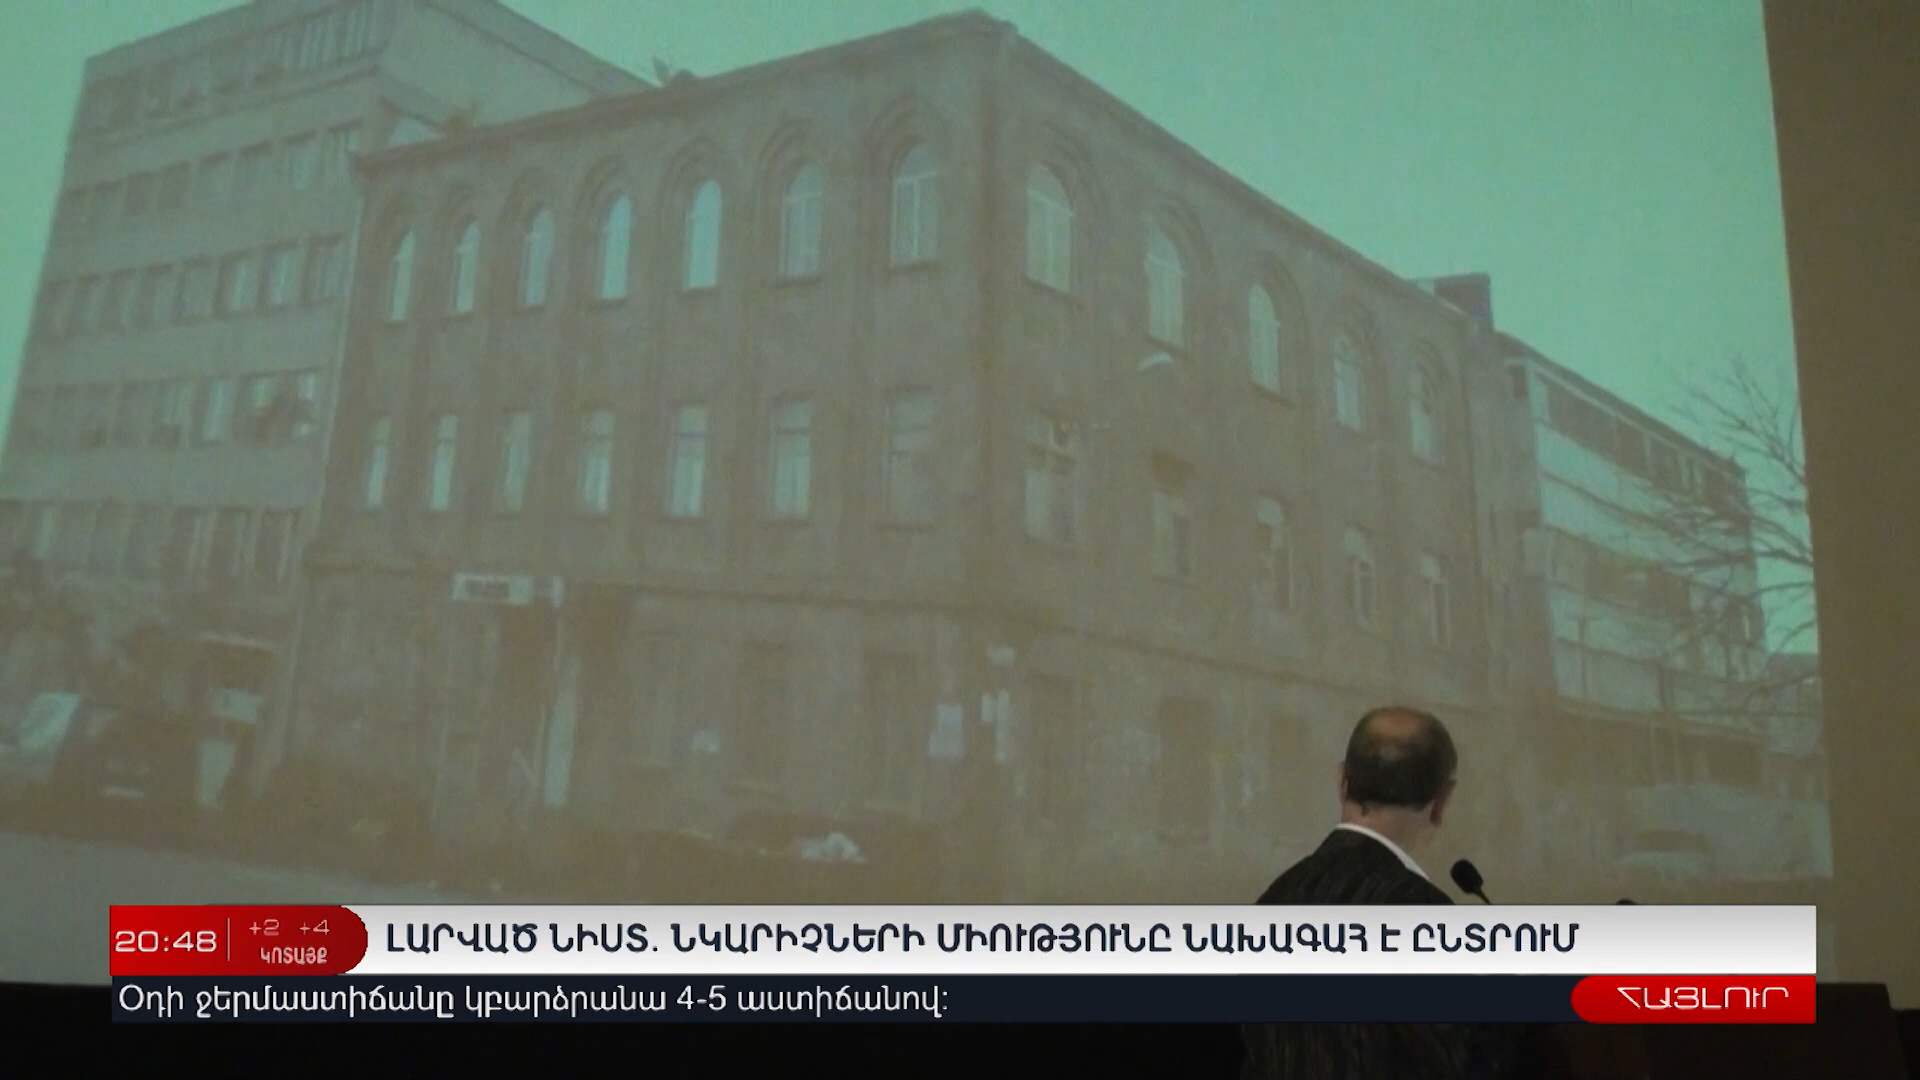 20:48
+2 +4
ԿՈՏԱՅՔ
ԼԱՐՎԱԾ ՆԻՍՏ. ՆԿԱՐԻՉՆԵՐԻ ՄԻՈՒԹՅՈՒՆԸ ՆԱԽԱԳԱՀ Է ԸՆՏՐՈՒՄ
Օդի ջերմաստիճանը կբարձրանա 4-5 աստիճանով:
ՀԱՅԼՈՒՐ